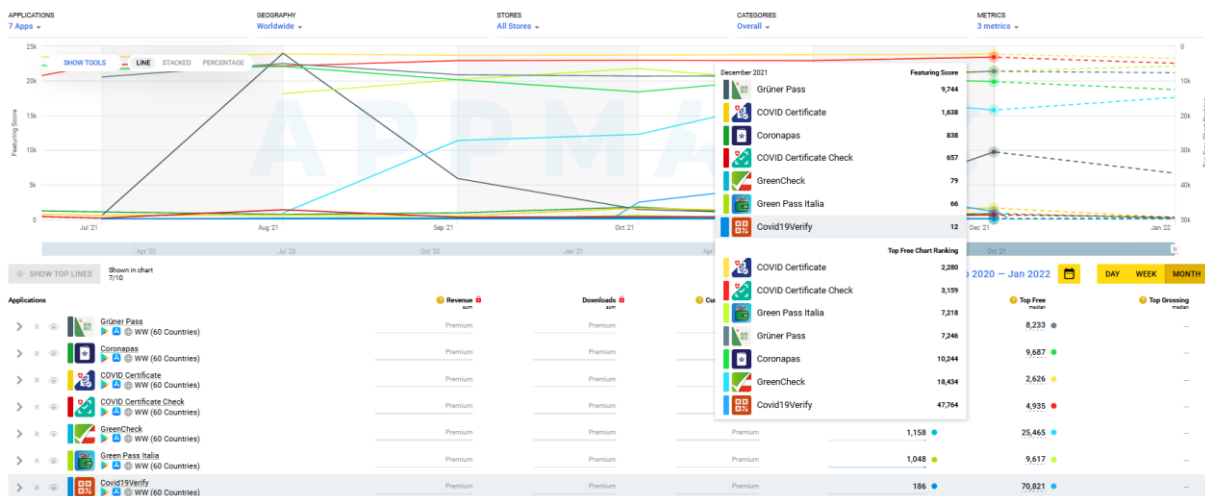 APPLICATIONS GEOGRAPHY STORES CATEGORIES METRICS
7 Apps Worldwide All Stores Overall 3 metrics
25k 0
SHOW TOOLS LINE STACKED PERCENTAGE
20k 10k
15k 20k
10k 30k
5k 40k
0 50k
Featuring Score
APPM
Jul '21 Aug '21 Sep '21 Oct '21 Dec '21 Jan '22
Apr '20 Jul '20 Oct '20 Jan '21 Apr Oct '21
December 2021 Featuring Score
Grüner Pass 9,744
COVID Certificate 1,638
Coronapas 838
COVID Certificate Check 657
GreenCheck 79
Green Pass Italia 66
Covid19Verify 12
Top Free Chart Ranking
COVID Certificate 2,280
COVID Certificate Check 3,159
Green Pass Italia 7,218
Grüner Pass 7,246
Coronapas 10,244
GreenCheck 18,434
Covid19Verify 47,764
SHOW TOP LINES Shown in chart
7/10
2020 — Jan 2022 DAY WEEK MONTH
Applications Revenue Downloads Top Free Top Grossing
sum sum median median
Grüner Pass
WW (60 Countries) Premium Premium Premium 8,233 –
Coronapas
WW (60 Countries) Premium Premium Premium 9,687 –
COVID Certificate
WW (60 Countries) Premium Premium Premium 2,626 –
COVID Certificate Check
WW (60 Countries) Premium Premium Premium 4,935 –
GreenCheck
WW (60 Countries) Premium Premium Premium 1,158 25,465 –
Green Pass Italia
WW (60 Countries) Premium Premium Premium 1,048 9,617 –
Covid19Verify
WW (60 Countries) Premium Premium Premium 186 70,821 –